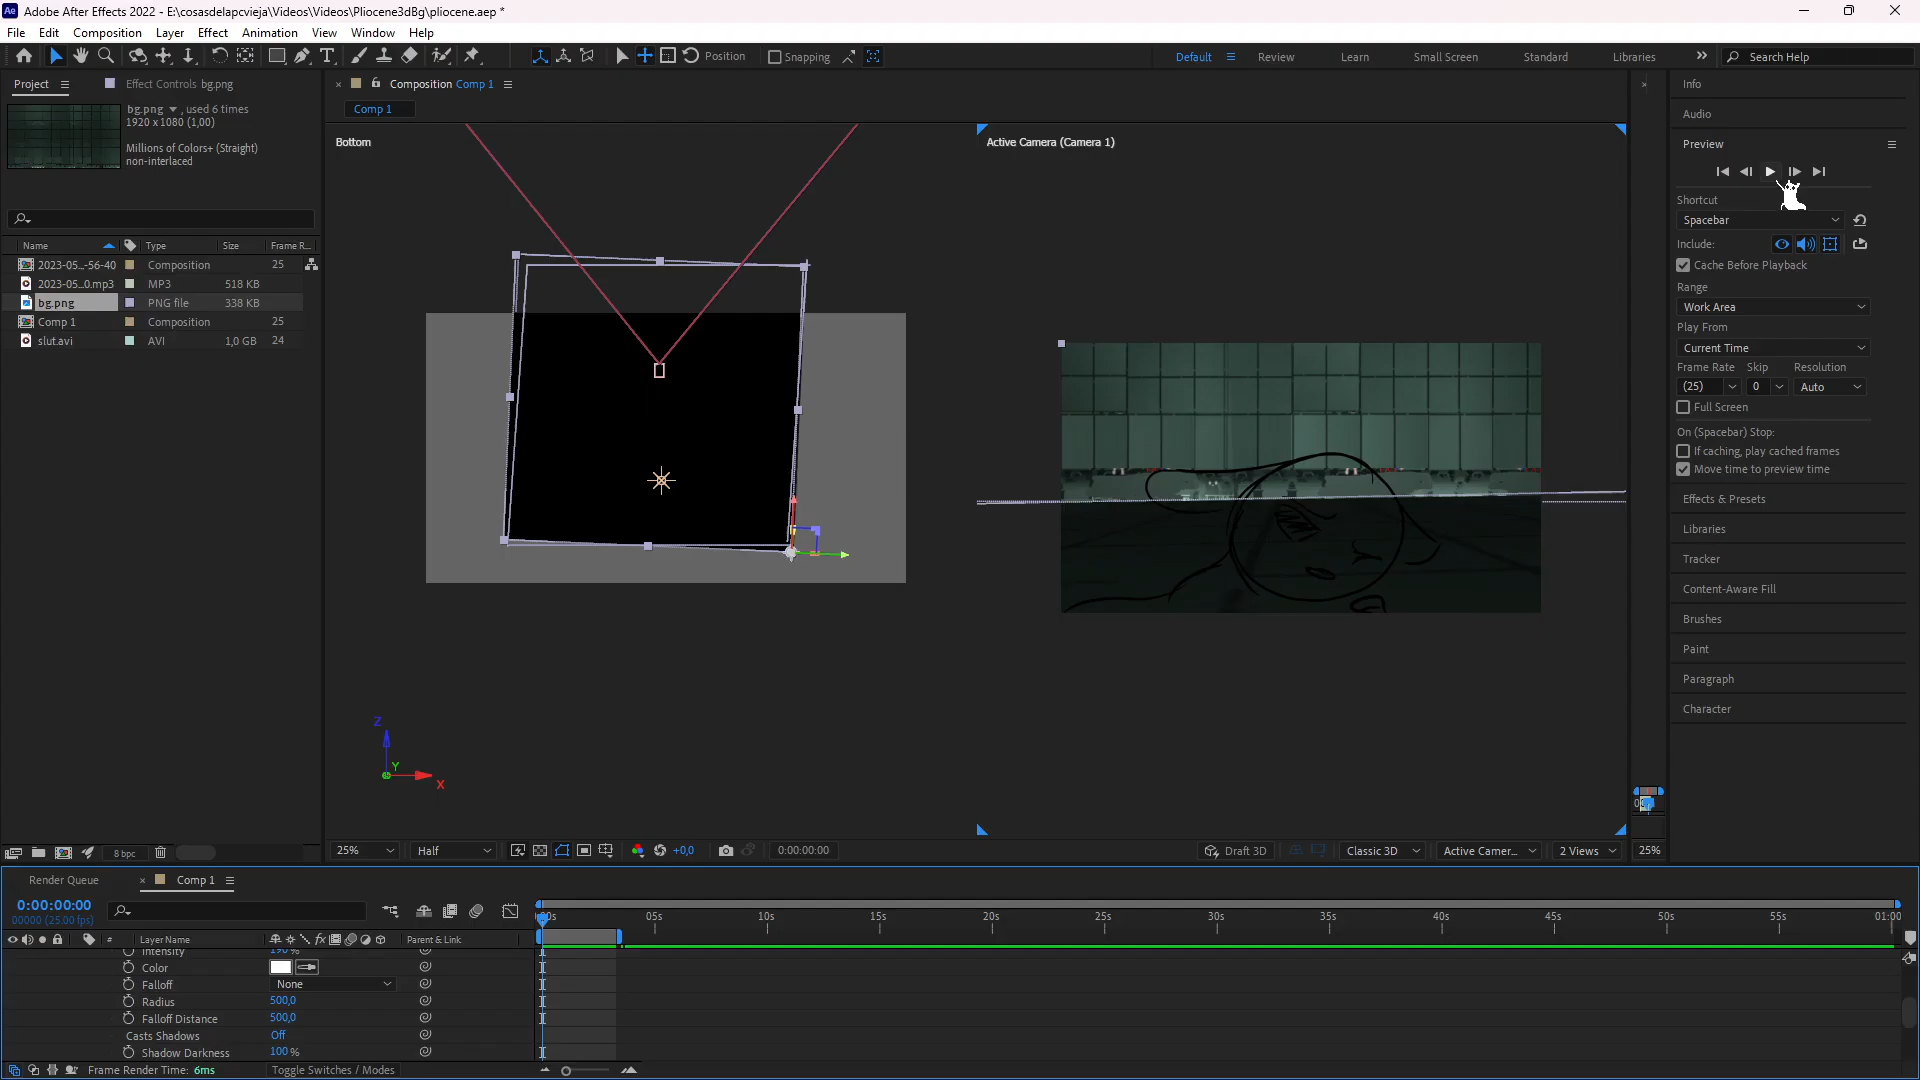 Adobe After Effects 2022 - E:\cosasdelapcvieja\Videos\Videos\Pliocene3dBg\pliocene.aep *
File Edit Composition Layer Effect Animation View Window Help
Position Snapping Default Review Learn Small Screen Standard Libraries Search Help
Project Effect Controls bg.png
bg.png , used 6 times
1920 x 1080 (1,00)
Millions of Colors+ (Straight)
non-interlaced
Name Type Size Frame R...
2023-05...-56-40 Composition 25
2023-05...0.mp3 MP3 518 KB
bg.png PNG file 338 KB
Comp 1 Composition 25
slut.avi AVI 1,0 GB 24
8 bpc
Composition Comp 1
Comp 1
Bottom
Active Camera (Camera 1)
Z
Y
X
25% Half +0,0 0:00:00:00 Draft 3D Classic 3D Active Camer... 2 Views 25%
Info
Audio
Preview
Shortcut
Spacebar
Include:
Cache Before Playback
Range
Work Area
Play From
Current Time
Frame Rate Skip Resolution
(25) 0 Auto
Full Screen
On (Spacebar) Stop:
If caching, play cached frames
Move time to preview time
Effects & Presets
Libraries
Tracker
Content-Aware Fill
Brushes
Paint
Paragraph
Character
Render Queue Comp 1
0:00:00:00
00000 (25.00 fps)
05s 10s 15s 20s 25s 30s 35s 40s 45s 50s 55s 01:00
# Layer Name Parent & Link
Intensity 190 %
Color
Falloff None
Radius 500,0
Falloff Distance 500,0
Casts Shadows Off
Shadow Darkness 100 %
Frame Render Time: 6ms Toggle Switches / Modes